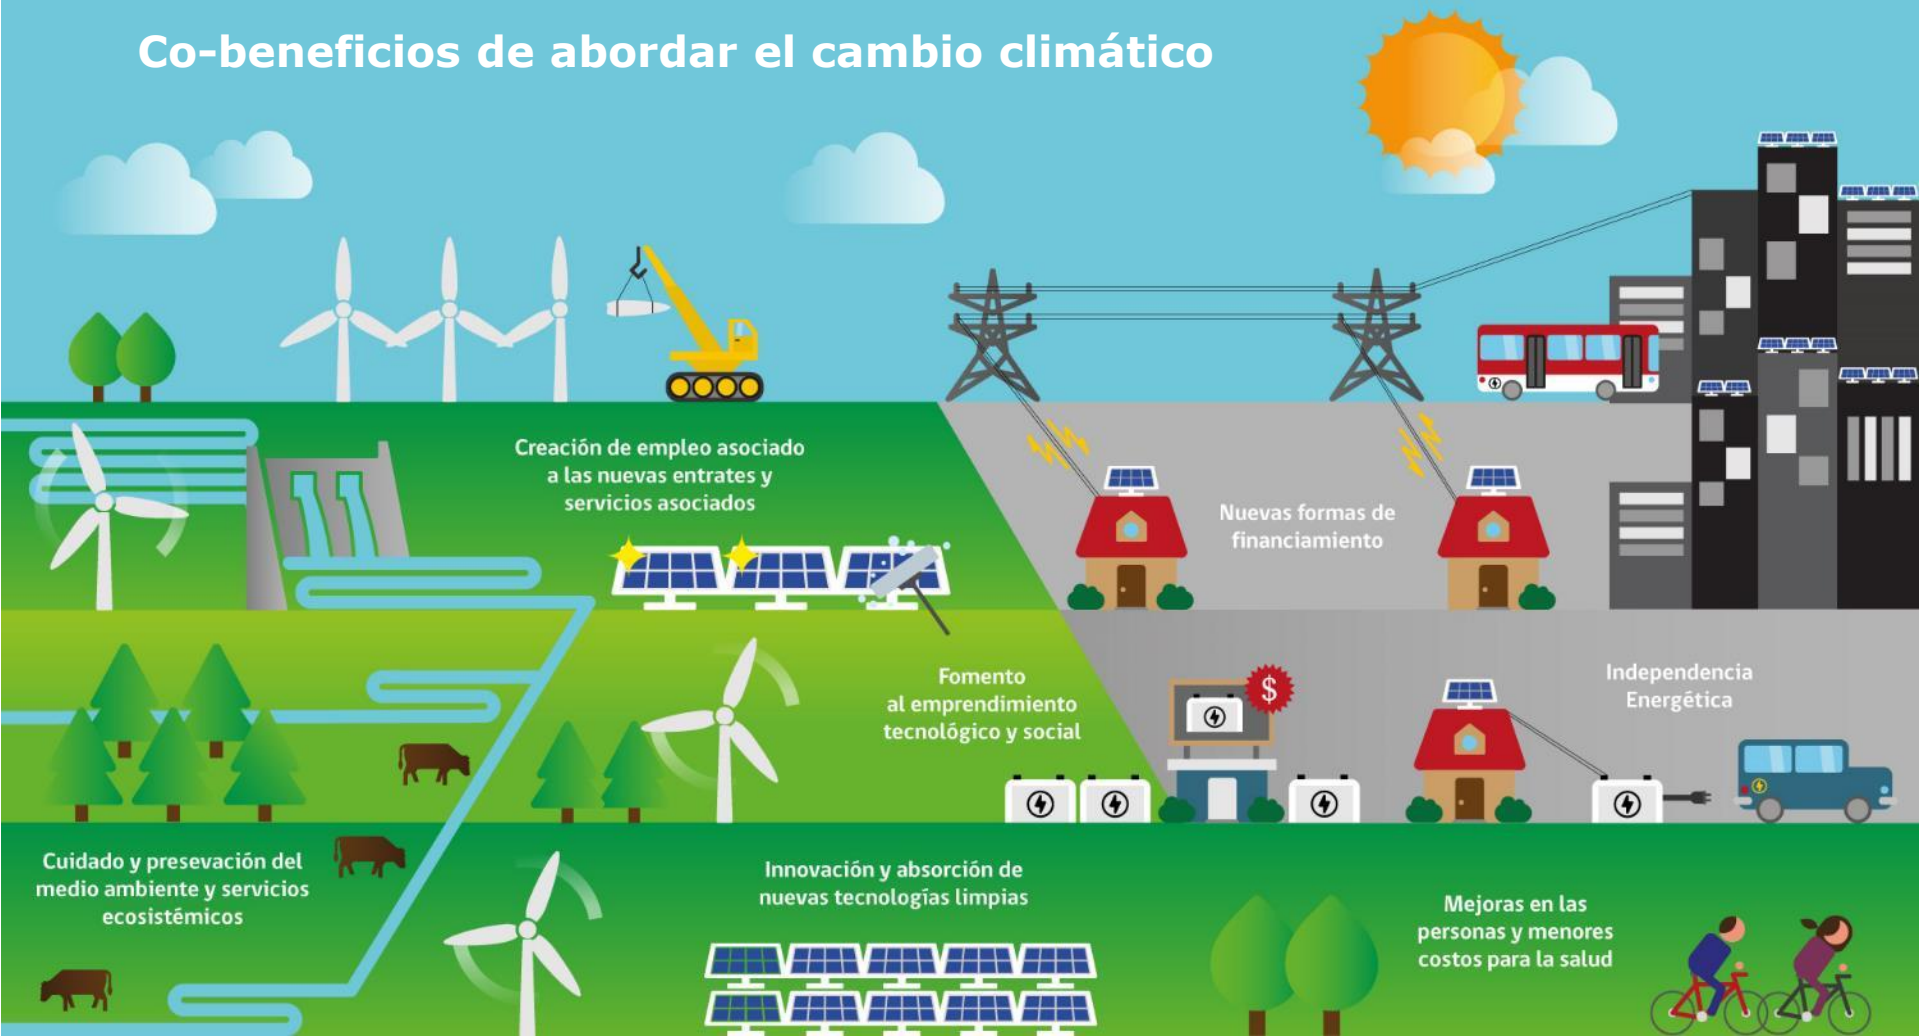 Co-beneficios de abordar el cambio climático
Creación de empleo asociado
a las nuevas entrates y
servicios asociados
Nuevas formas de
financiamiento
Fomento
al emprendimiento
tecnológico y social
$
Independencia
Energética
Cuidado y presevación del
medio ambiente y servicios
ecosistémicos
Innovación y absorción de
nuevas tecnologías limpias
Mejoras en las
personas y menores
costos para la salud